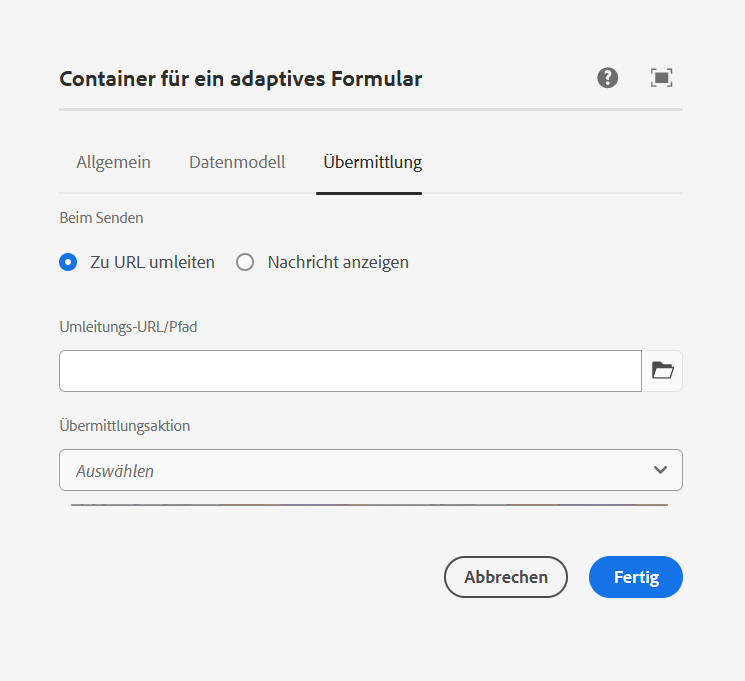 Container für ein adaptives Formular
Allgemein Datenmodell Übermittlung
Beim Senden
Zu URL umleiten Nachricht anzeigen
Umleitungs-URL/Pfad
Übermittlungsaktion
Auswählen
Abbrechen Fertig